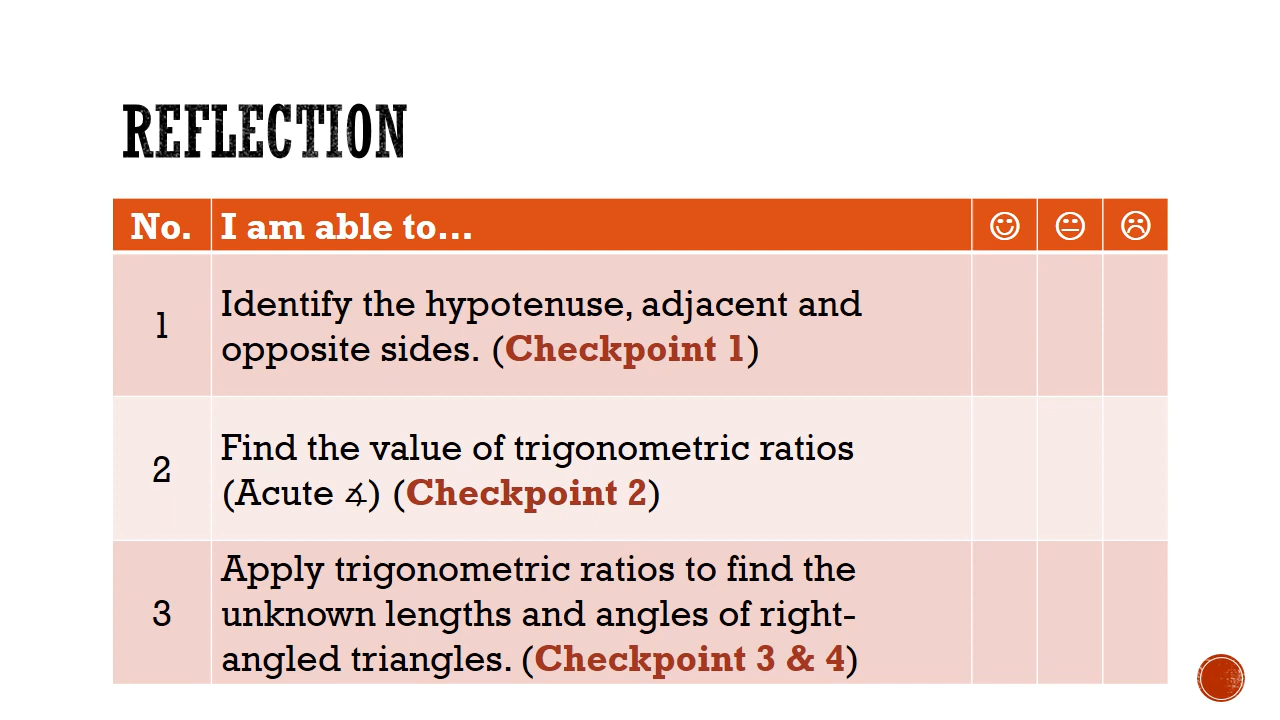 REFLECTION
No. I am able to... ☺ 😐 ☹
1
Identify the hypotenuse, adjacent and
opposite sides. (Checkpoint 1)
2
Find the value of trigonometric ratios
(Acute ∡) (Checkpoint 2)
3
Apply trigonometric ratios to find the
unknown lengths and angles of right-
angled triangles. (Checkpoint 3 & 4)